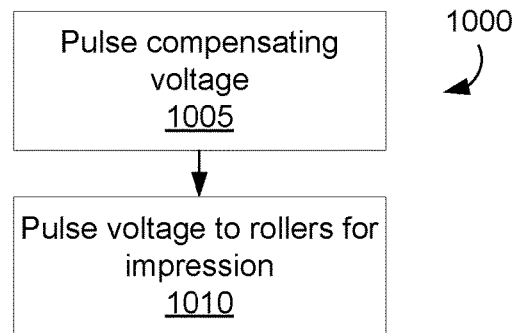 1000
Pulse compensating
voltage
1005
Pulse voltage to rollers for
impression
1010